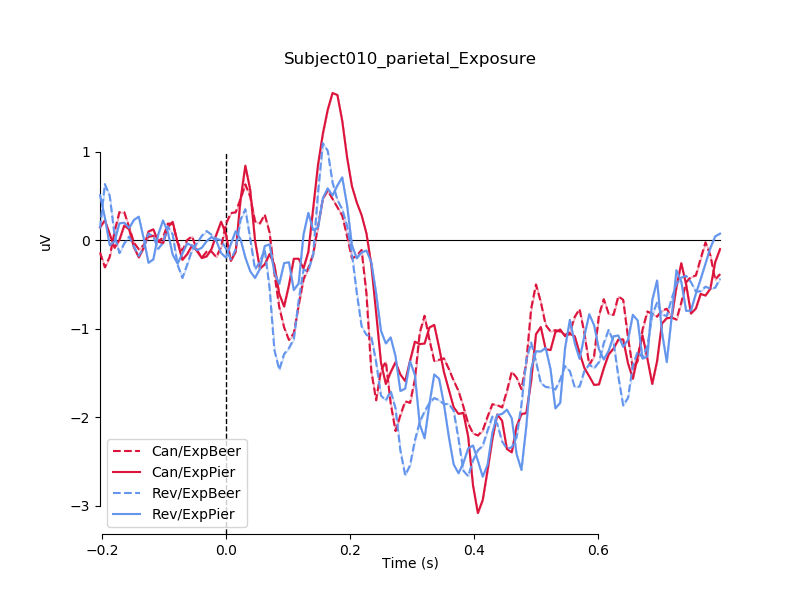 Subject010_parietal_Exposure
uV
1
0
−1
−2
−3
Can/ExpBeer
Can/ExpPier
Rev/ExpBeer
Rev/ExpPier
−0.2
0.0
0.2
0.4
0.6
Time (s)